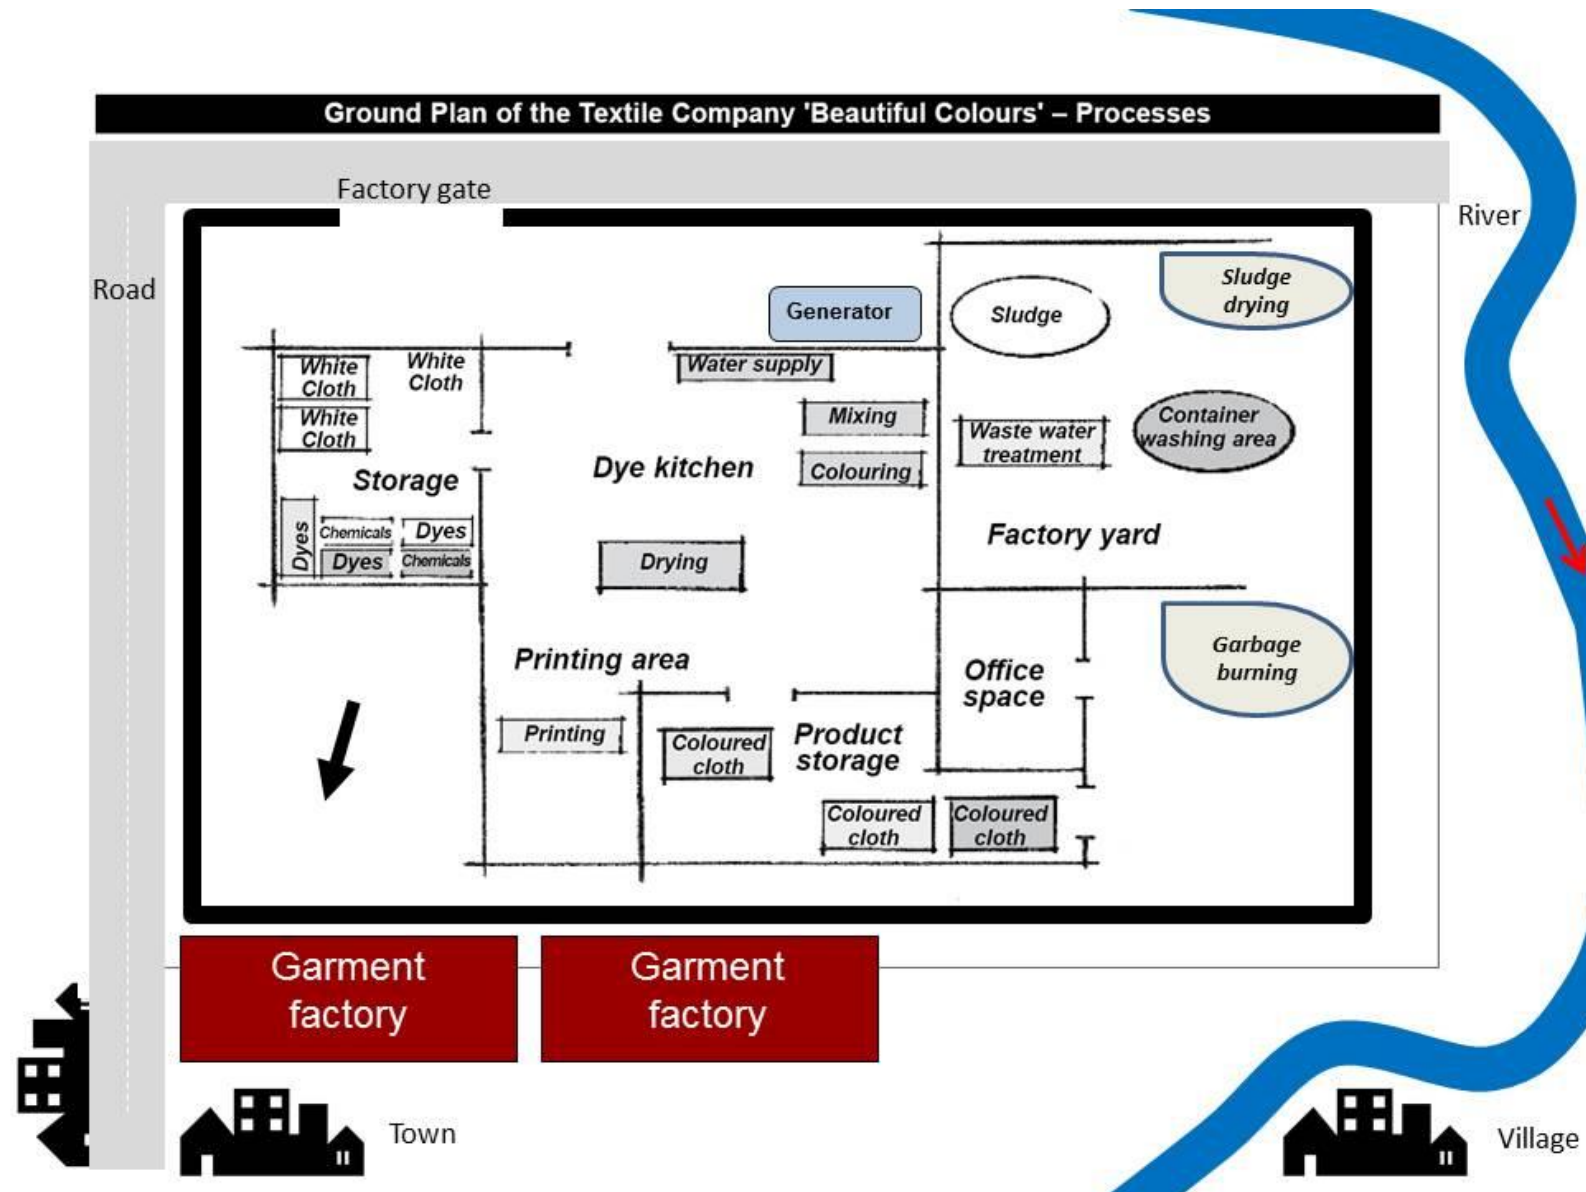 Ground Plan of the Textile Company 'Beautiful Colours' – Processes
Factory gate
River
Road
Sludge
drying
Generator
Sludge
White
Cloth
White
Cloth
Water supply
White
Cloth
Mixing
Container
washing area
Waste water
treatment
Dye kitchen
Colouring
Storage
Dyes
Chemicals
Dyes
Factory yard
Dyes
Chemicals
Drying
Garbage
burning
Printing area
Office
space
Printing
Coloured
cloth
Product
storage
Coloured
cloth
Coloured
cloth
Garment
factory
Garment
factory
Town
Village